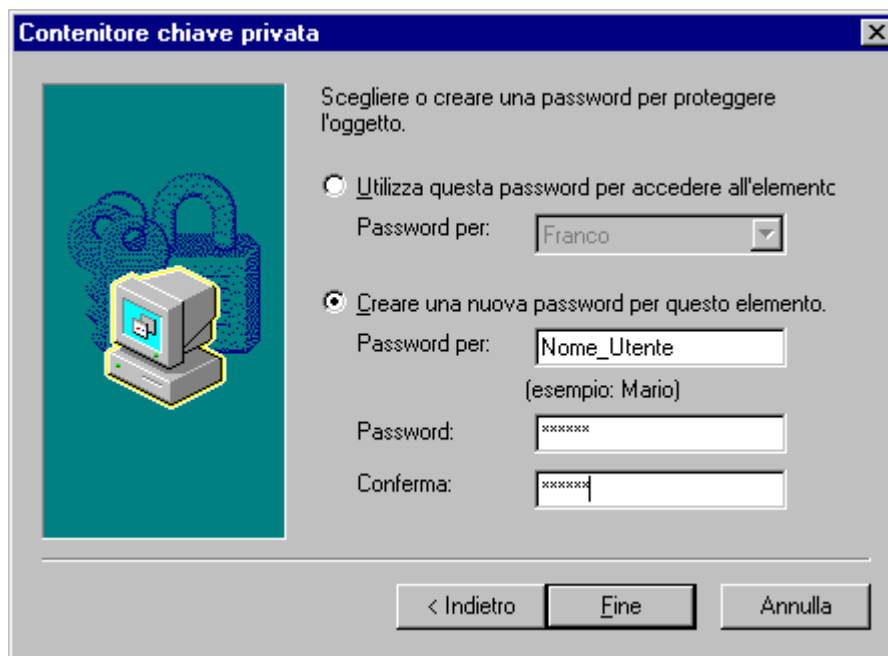 Contenitore chiave privata
Scegliere o creare una password per proteggere
l'oggetto.
Utilizza questa password per accedere all'elemento
Password per:
Franco
Creare una nuova password per questo elemento.
Password per:
Nome_Utente
(esempio: Mario)
Password:
******
Conferma:
******
< Indietro
Fine
Annulla